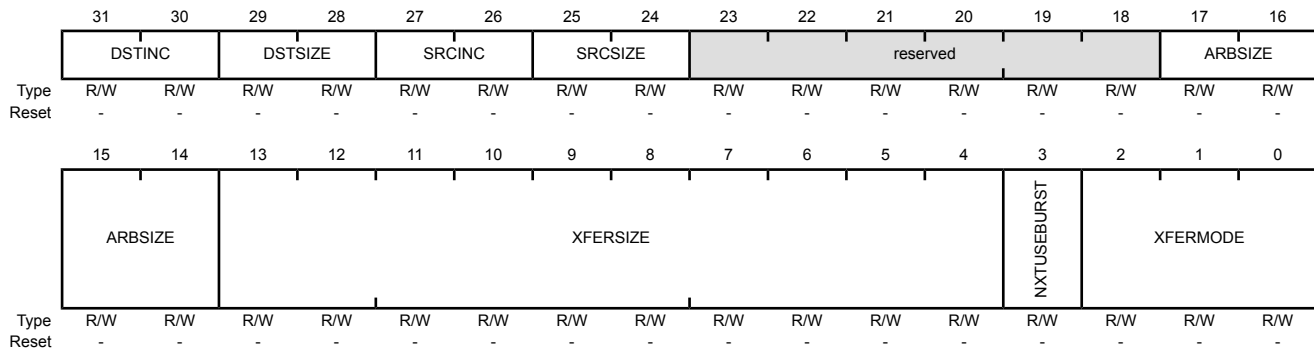 31 30 29 28 27 26 25 24 23 22 21 20 19 18 17 16
DSTINC DSTSIZE SRCINC SRCSIZE reserved ARBSIZE
Type R/W R/W R/W R/W R/W R/W R/W R/W R/W R/W R/W R/W R/W R/W R/W R/W
Reset - - - - - - - - - - - - - - - -
15 14 13 12 11 10 9 8 7 6 5 4 3 2 1 0
ARBSIZE XFERSIZE NXTUSEBURST XFERMODE
Type R/W R/W R/W R/W R/W R/W R/W R/W R/W R/W R/W R/W R/W R/W R/W R/W
Reset - - - - - - - - - - - - - - - -